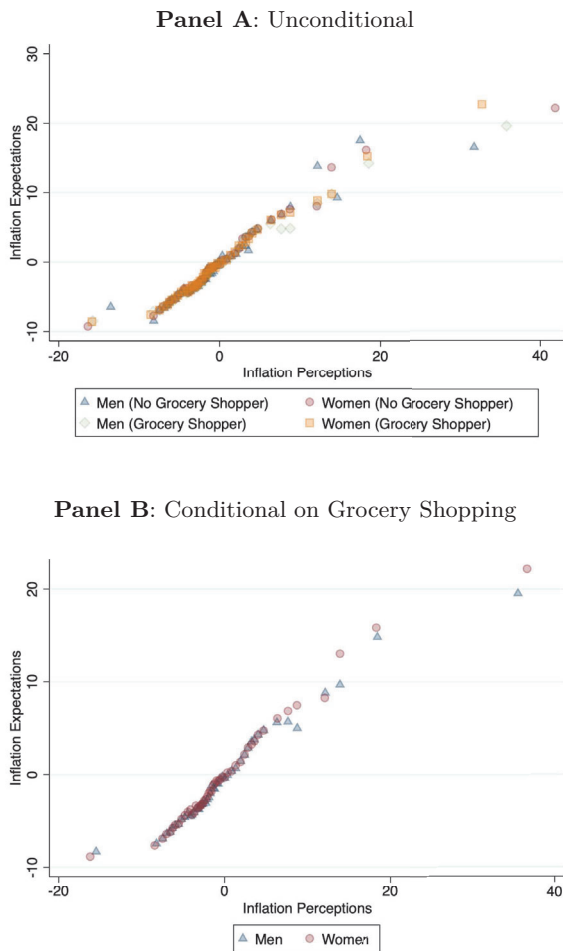 Panel A: Unconditional
30
20
10
0
-10
Inflation Expectations
-20
0
20
40
Inflation Perceptions
Men (No Grocery Shopper)
Women (No Grocery Shopper)
Men (Grocery Shopper)
Women (Grocery Shopper)
Panel B: Conditional on Grocery Shopping
20
10
0
-10
Inflation Expectations
-20
0
20
40
Inflation Perceptions
Men
Women